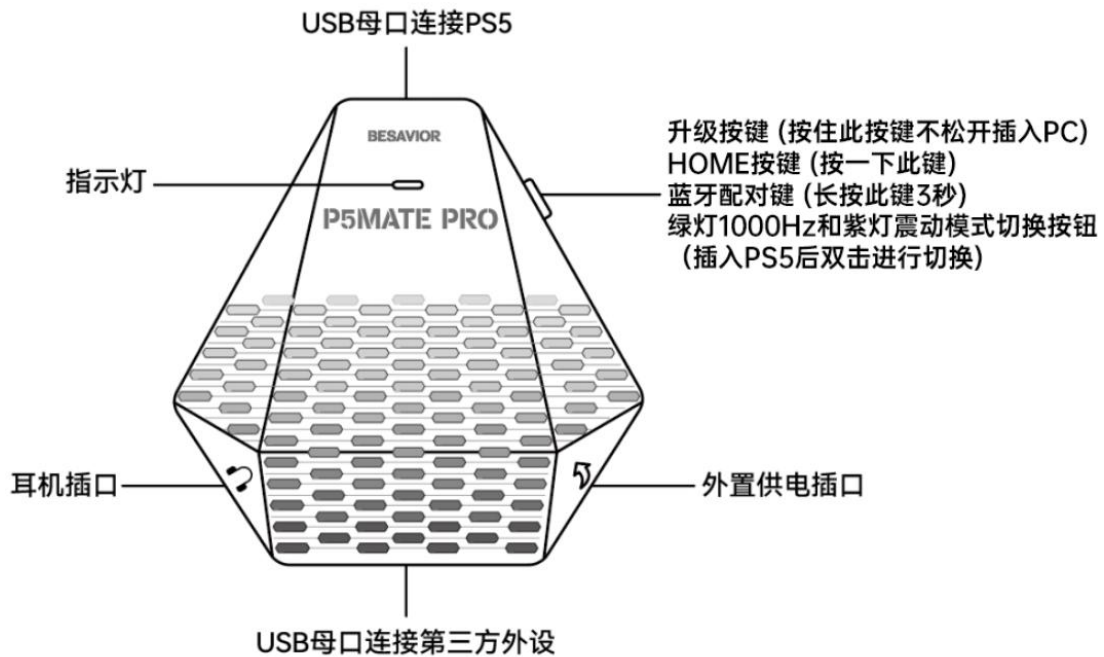 USB母口连接PS5
BESAVIOR
升级按键 (按住此按键不松开插入PC)
HOME按键 (按一下此键)
指示灯
蓝牙配对键 (长按此键3秒)
P5MATE PRO
绿灯1000Hz和紫灯震动模式切换按钮
(插入PS5后双击进行切换)
耳机插口
外置供电插口
USB母口连接第三方外设